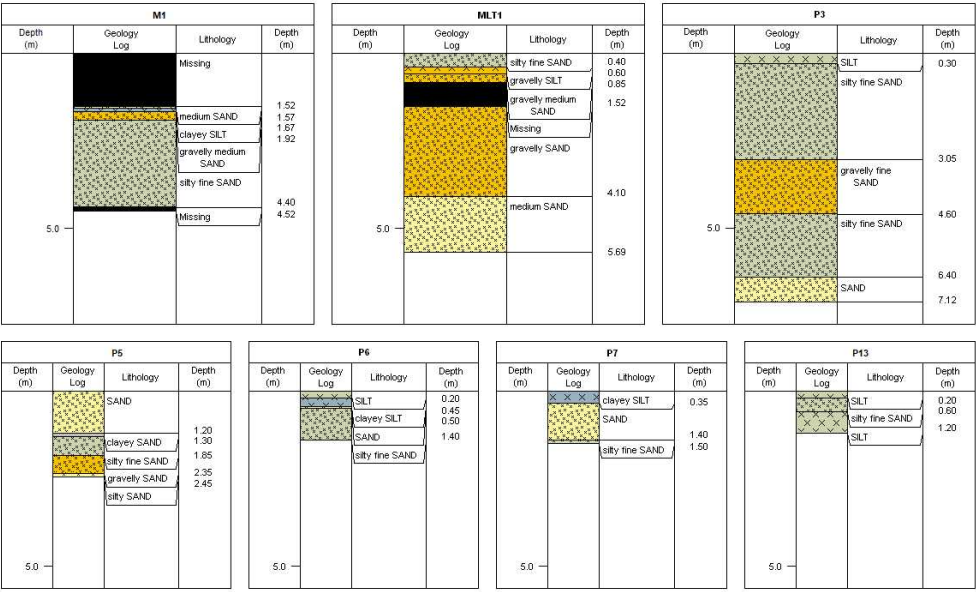 M1
Depth
(m)
Geology
Log
Lithology
Depth
(m)
Missing
1.52
medium SAND
1.57
clayey SILT
1.67
1.92
gravelly medium
SAND
silty fine SAND
4.40
Missing
4.52
5.0
MLT1
Depth
(m)
Geology
Log
Lithology
Depth
(m)
silty fine SAND
0.40
gravelly SILT
0.60
0.85
gravelly medium
SAND
1.52
Missing
gravelly SAND
4.10
medium SAND
5.0
5.69
P3
Depth
(m)
Geology
Log
Lithology
Depth
(m)
SILT
0.30
silty fine SAND
3.05
gravelly fine
SAND
4.60
silty fine SAND
5.0
6.40
SAND
7.12
P5
Depth
(m)
Geology
Log
Lithology
Depth
(m)
SAND
1.20
clayey SAND
1.30
silty fine SAND
1.85
gravelly SAND
2.35
silty SAND
2.45
5.0
P6
Depth
(m)
Geology
Log
Lithology
Depth
(m)
SILT
0.20
clayey SILT
0.45
SAND
0.50
silty fine SAND
1.40
5.0
P7
Depth
(m)
Geology
Log
Lithology
Depth
(m)
clayey SILT
0.35
SAND
1.40
silty fine SAND
1.50
5.0
P13
Depth
(m)
Geology
Log
Lithology
Depth
(m)
SILT
0.20
silty fine SAND
0.60
SILT
1.20
5.0